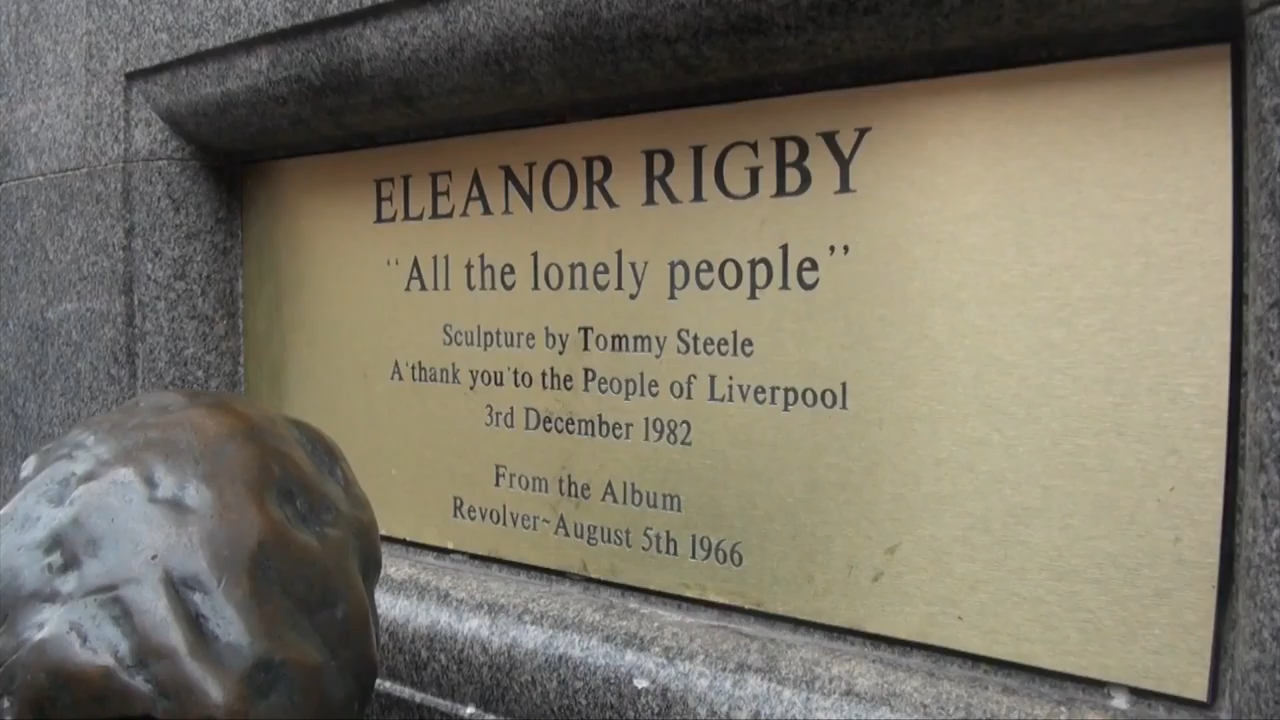 ELEANOR RIGBY
"All the lonely people"
Sculpture by Tommy Steele
A 'thank you' to the People of Liverpool
3rd December 1982
From the Album
Revolver~August 5th 1966